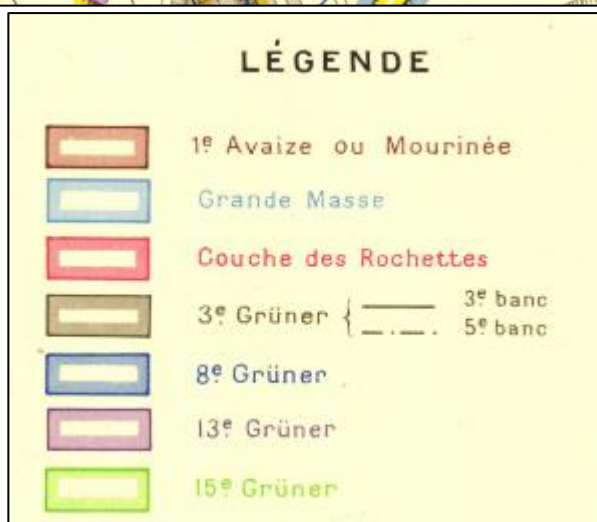 LÉGENDE
1e Avaize ou Mourinée
Grande Masse
Couche des Rochettes
3e Grüner { 3e banc
5e banc
8e Grüner
13e Grüner
15e Grüner